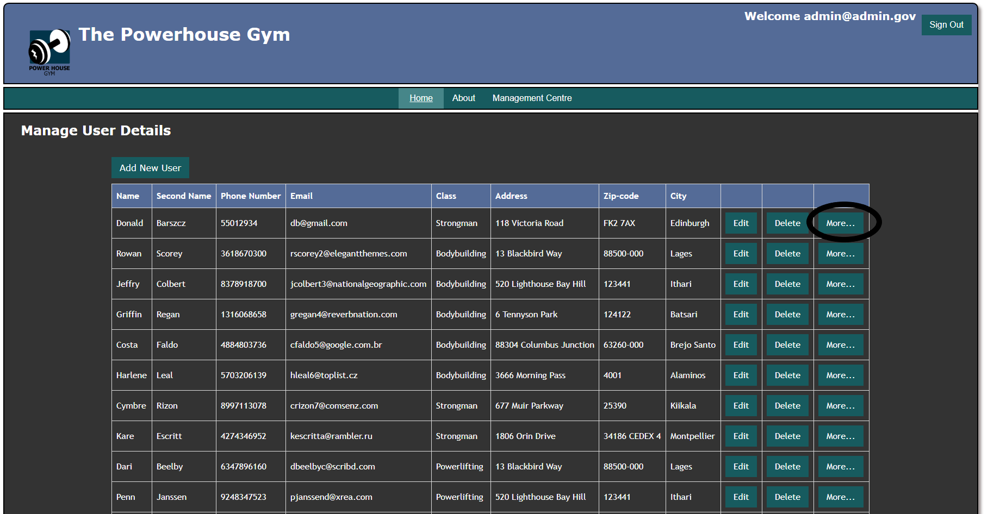 Welcome admin@admin.gov
Sign Out
The Powerhouse Gym
POWER HOUSE
GYM
Home About Management Centre
Manage User Details
Add New User
Name Second Name Phone Number Email Class Address Zip-code City
Donald Barszcz 55012934 db@gmail.com Strongman 118 Victoria Road FK2 7AX Edinburgh Edit Delete More...
Rowan Scorey 3618670300 rscorey2@elegantthemes.com Bodybuilding 13 Blackbird Way 88500-000 Lages Edit Delete More...
Jeffry Colbert 8378918700 jcolbert3@nationalgeographic.com Bodybuilding 520 Lighthouse Bay Hill 123441 Ithari Edit Delete More...
Griffin Regan 1316068658 gregan4@reverbnation.com Bodybuilding 6 Tennyson Park 124122 Batsari Edit Delete More...
Costa Faldo 4884803736 cfaldo5@google.com.br Bodybuilding 88304 Columbus Junction 63260-000 Brejo Santo Edit Delete More...
Harlene Leal 5703206139 hleal6@toplist.cz Bodybuilding 3666 Morning Pass 4001 Alaminos Edit Delete More...
Cymbre Rizon 8997113078 crizon7@comsenz.com Strongman 677 Muir Parkway 25390 Kiikala Edit Delete More...
Kare Escritt 4274346952 kescritta@rambler.ru Strongman 1806 Orin Drive 34186 CEDEX 4 Montpellier Edit Delete More...
Dari Beelby 6347896160 dbeelbyc@scribd.com Powerlifting 13 Blackbird Way 88500-000 Lages Edit Delete More...
Penn Janssen 9248347523 pjanssend@xrea.com Powerlifting 520 Lighthouse Bay Hill 123441 Ithari Edit Delete More...